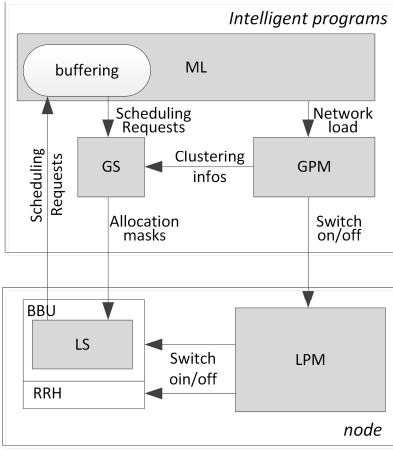 Intelligent programs
buffering
ML
Scheduling
Requests
Scheduling
Requests
Network
load
GS
Clustering
infos
GPM
Allocation
masks
Switch
on/off
BBU
LS
RRH
Switch
oin/off
LPM
node